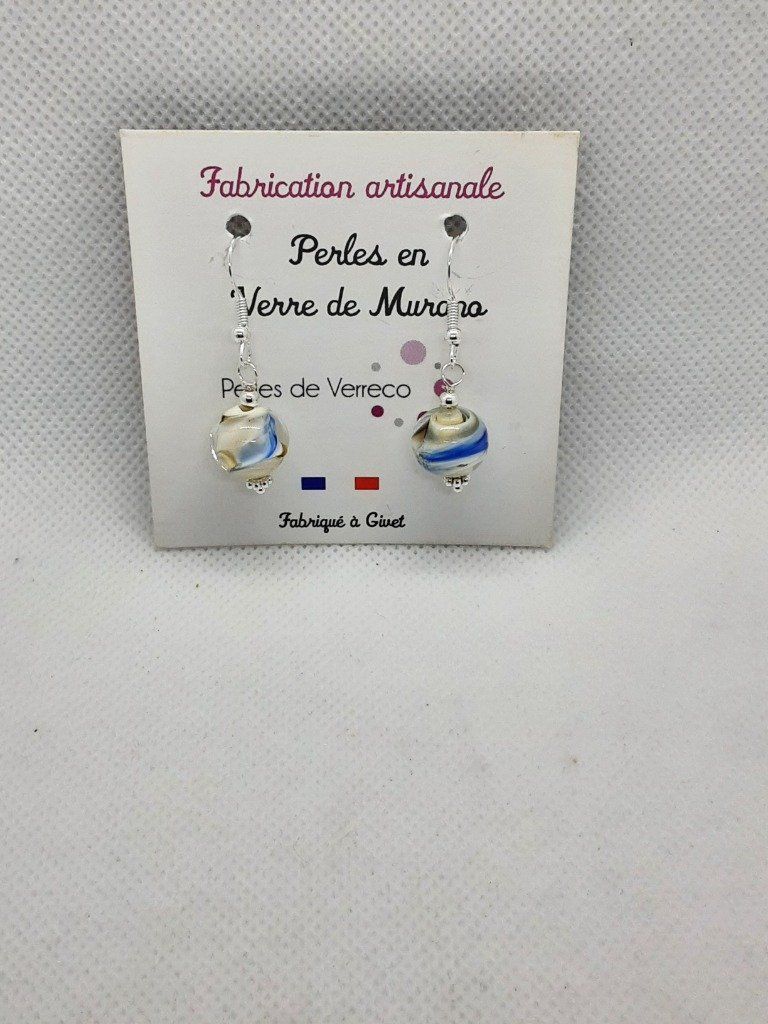 Fabrication artisanale
Perles en
Verre de Murano
Perles de Verreco
Fabriqué à Givet